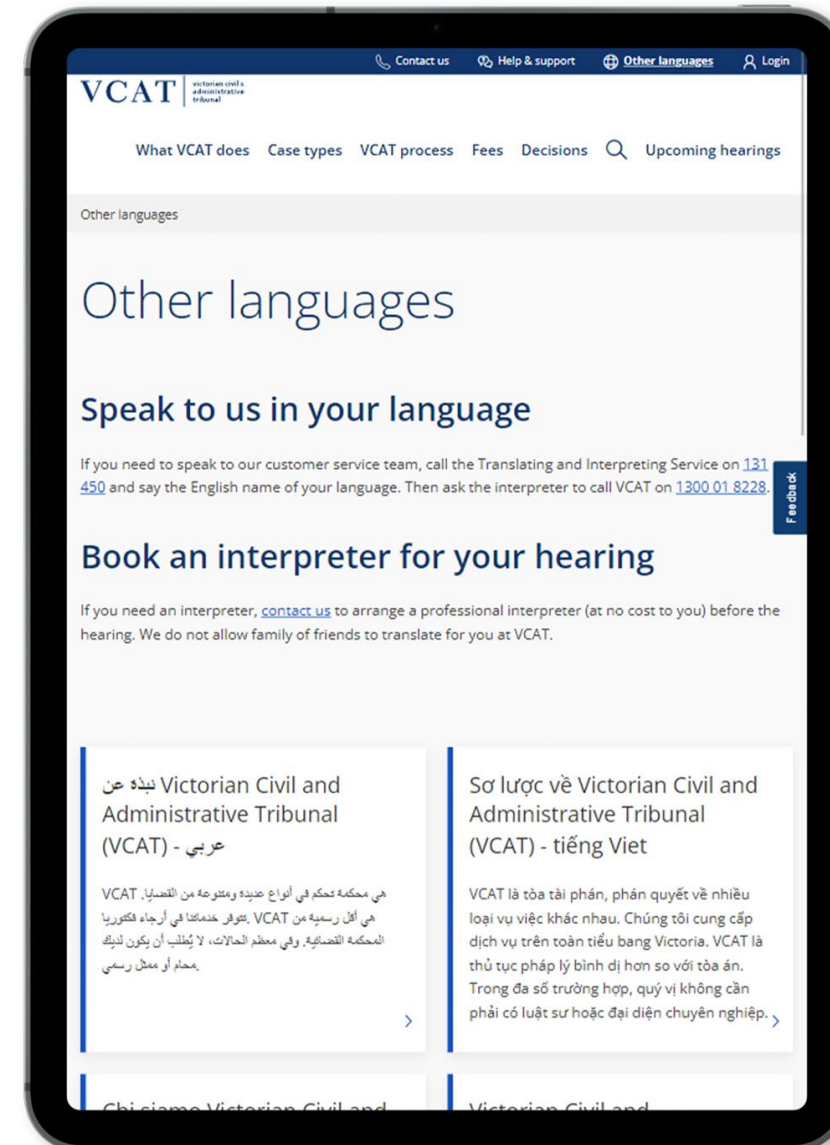 Contact us Help & support Other languages Login
VCAT victorian civil & administrative tribunal
What VCAT does Case types VCAT process Fees Decisions Upcoming hearings
Other languages
Other languages
Speak to us in your language
If you need to speak to our customer service team, call the Translating and Interpreting Service on 131
450 and say the English name of your language. Then ask the interpreter to call VCAT on 1300 01 8228.
Feedback
Book an interpreter for your hearing
If you need an interpreter, contact us to arrange a professional interpreter (at no cost to you) before the
hearing. We do not allow family of friends to translate for you at VCAT.
نبذة عن Victorian Civil and
Administrative Tribunal
(VCAT) - عربي
VCAT هي محكمة تحكم في أنواع عديدة ومتنوعة من القضايا.
تتوفر خدماتنا في أرجاء فكتوريا. VCAT هي أقل رسمية من
المحكمة القضائية. وفي معظم الحالات، لا يُطلب أن يكون لديك
محام أو ممثل رسمي.
Sơ lược về Victorian Civil and
Administrative Tribunal
(VCAT) - tiếng Viet
VCAT là tòa tài phán, phán quyết về nhiều
loại vụ việc khác nhau. Chúng tôi cung cấp
dịch vụ trên toàn tiểu bang Victoria. VCAT là
thủ tục pháp lý bình dị hơn so với tòa án.
Trong đa số trường hợp, quý vị không cần
phải có luật sư hoặc đại diện chuyên nghiệp.
Chi siamo Victorian Civil and
Victorian Civil and